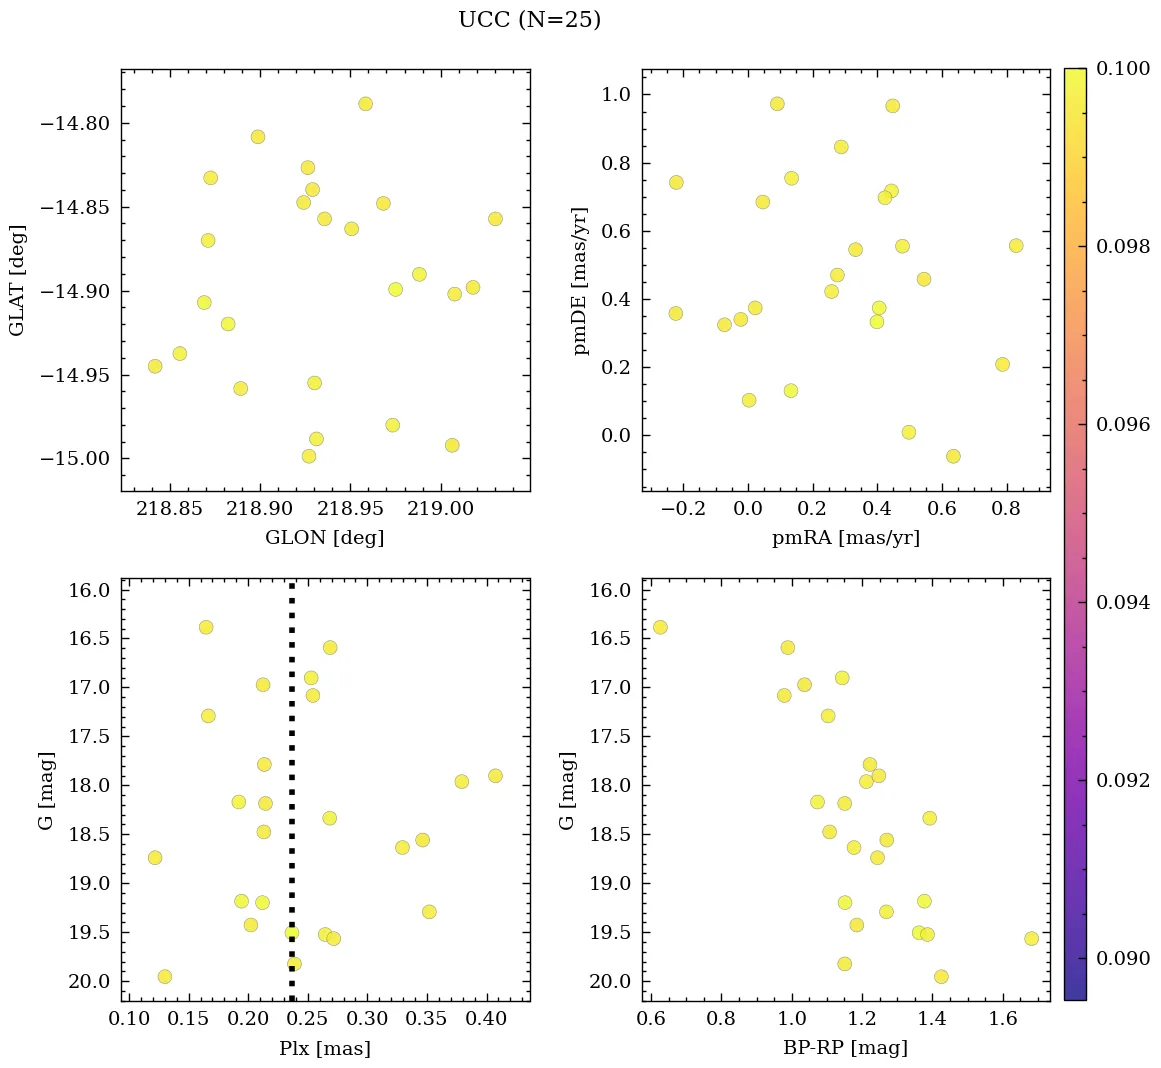 UCC (N=25)
−14.80
−14.85
−14.90
−14.95
−15.00
GLAT [deg]
218.85 218.90 218.95 219.00
GLON [deg]
1.0
0.8
0.6
0.4
0.2
0.0
pmDE [mas/yr]
−0.2 0.0 0.2 0.4 0.6 0.8
pmRA [mas/yr]
16.0
16.5
17.0
17.5
18.0
18.5
19.0
19.5
20.0
G [mag]
0.10 0.15 0.20 0.25 0.30 0.35 0.40
Plx [mas]
16.0
16.5
17.0
17.5
18.0
18.5
19.0
19.5
20.0
G [mag]
0.6 0.8 1.0 1.2 1.4 1.6
BP-RP [mag]
0.100
0.098
0.096
0.094
0.092
0.090